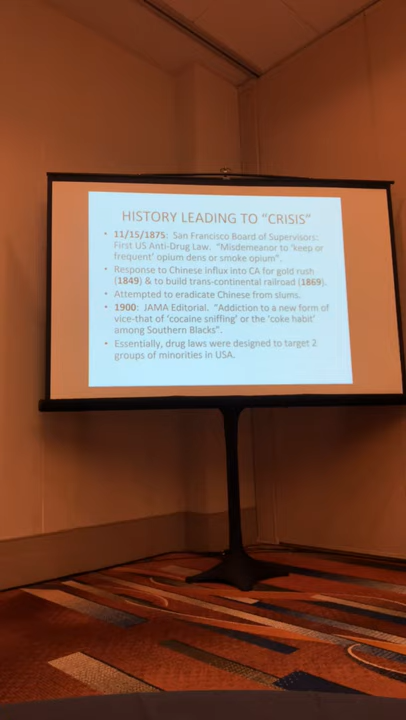 HISTORY LEADING TO "CRISIS"
• 11/15/1875: San Francisco Board of Supervisors:
First US Anti-Drug Law. "Misdemeanor to 'keep or
frequent' opium dens or smoke opium".
• Response to Chinese influx into CA for gold rush
(1849) & to build trans-continental railroad (1869).
• Attempted to eradicate Chinese from slums.
• 1900: JAMA Editorial. "Addiction to a new form of
vice-that of 'cocaine sniffing' or the 'coke habit'
among Southern Blacks".
• Essentially, drug laws were designed to target 2
groups of minorities in USA.